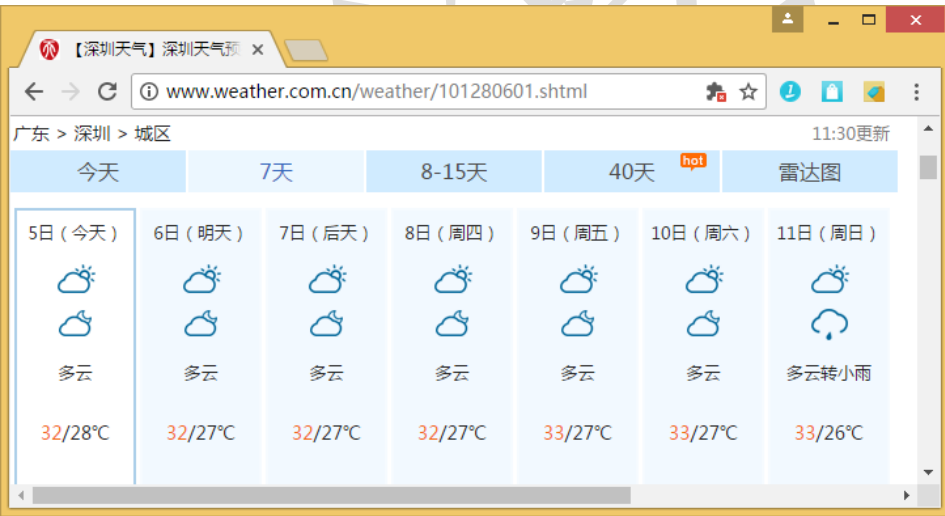 【深圳天气】深圳天气预
www.weather.com.cn/weather/101280601.shtml
广东 > 深圳 > 城区
11:30更新
今天 7天 8-15天 40天 hot 雷达图
5日（今天） 6日（明天） 7日（后天） 8日（周四） 9日（周五） 10日（周六） 11日（周日）
多云 多云 多云 多云 多云 多云 多云转小雨
32/28℃ 32/27℃ 32/27℃ 32/27℃ 33/27℃ 33/27℃ 33/26℃